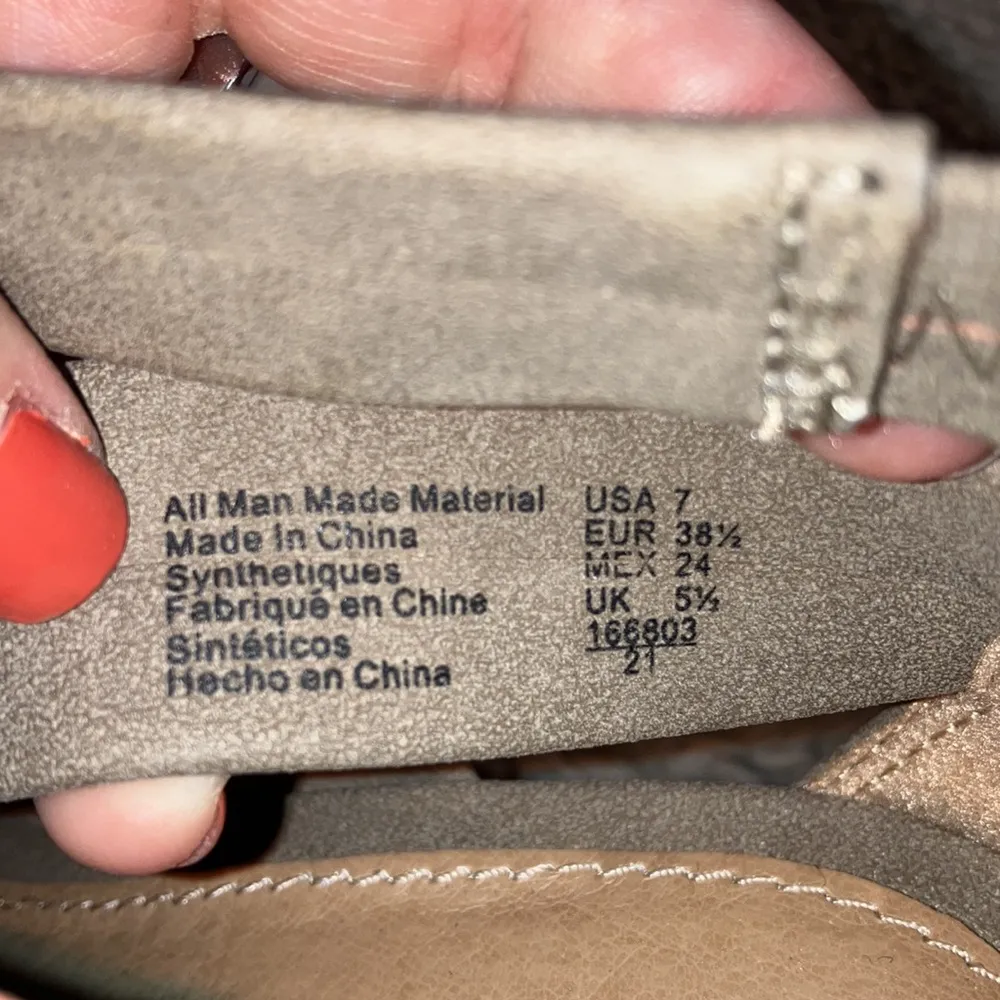 All Man Made Material
Made In China
Synthetiques
Fabriqué en Chine
Sintéticos
Hecho en China
USA 7
EUR 38½
MEX 24
UK 5½
166803
21